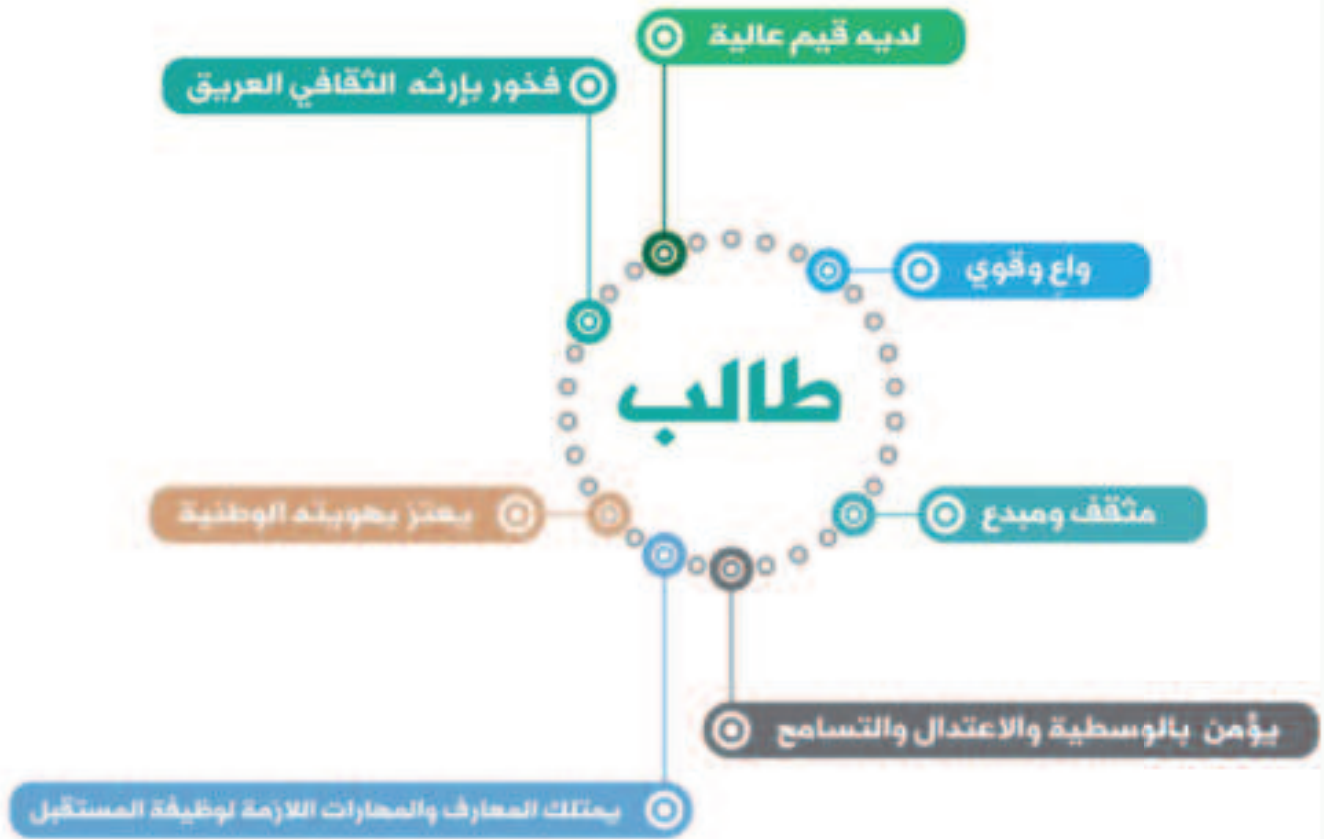 لديه قيم عالية
فخور بإرثه الثقافي العريق
واعٍ وقوي
طالب
يعتز بهويته الوطنية
مثقف ومبدع
يؤمن بالوسطية والاعتدال والتسامح
يمتلك المعارف والمهارات اللازمة لوظيفة المستقبل